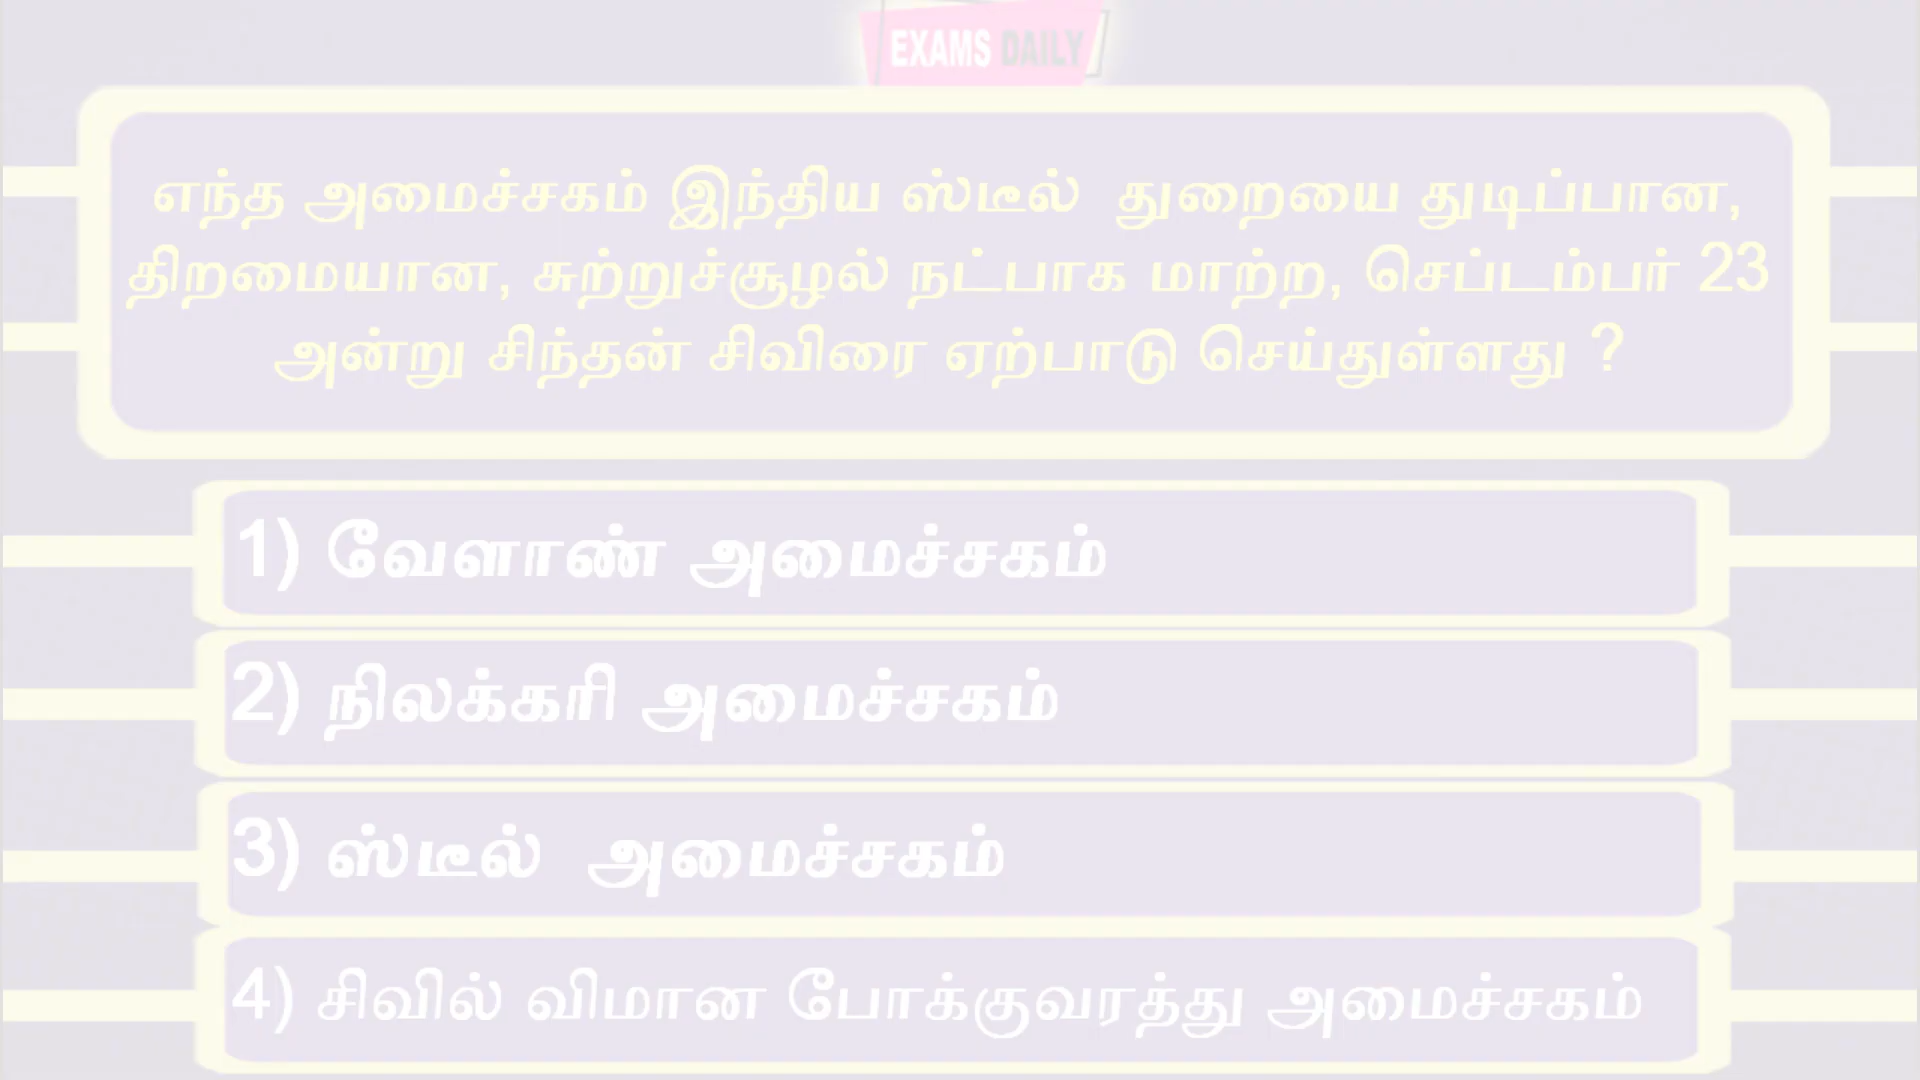 EXAMS DAILY
எந்த அமைச்சகம் இந்திய ஸ்டீல் துறையை துடிப்பான,
திறமையான, சுற்றுச்சூழல் நட்பாக மாற்ற, செப்டம்பர் 23
அன்று சிந்தன் சிவிரை ஏற்பாடு செய்துள்ளது ?
1) வேளாண் அமைச்சகம்
2) நிலக்கரி அமைச்சகம்
3) ஸ்டீல் அமைச்சகம்
4) சிவில் விமான போக்குவரத்து அமைச்சகம்